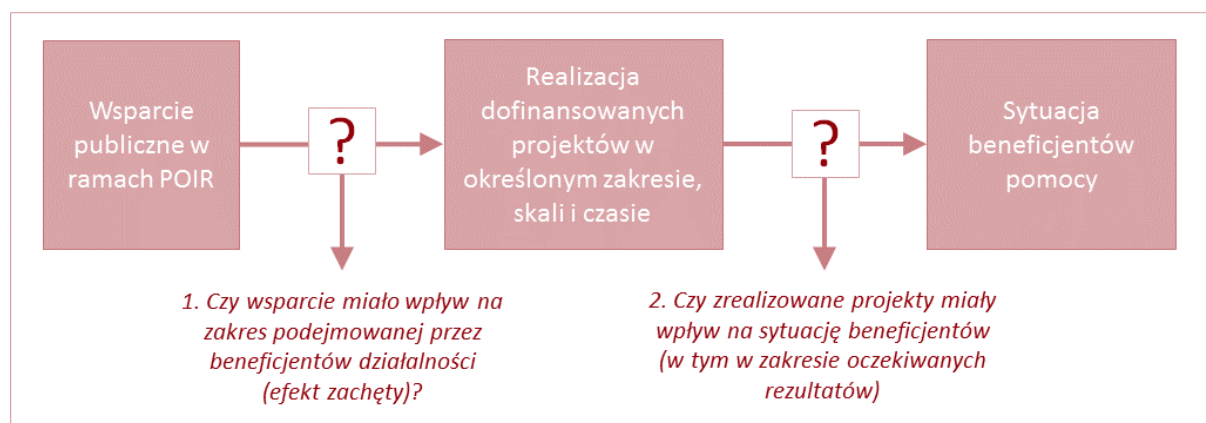 Wsparcie
publiczne w
ramach POIR
?
Realizacja
dofinansowanych
projektów w
określonym zakresie,
skali i czasie
?
Sytuacja
beneficjentów
pomocy
1. Czy wsparcie miało wpływ na
zakres podejmowanej przez
beneficjentów działalności
(efekt zachęty)?
2. Czy zrealizowane projekty miały
wpływ na sytuację beneficjentów
(w tym w zakresie oczekiwanych
rezultatów)